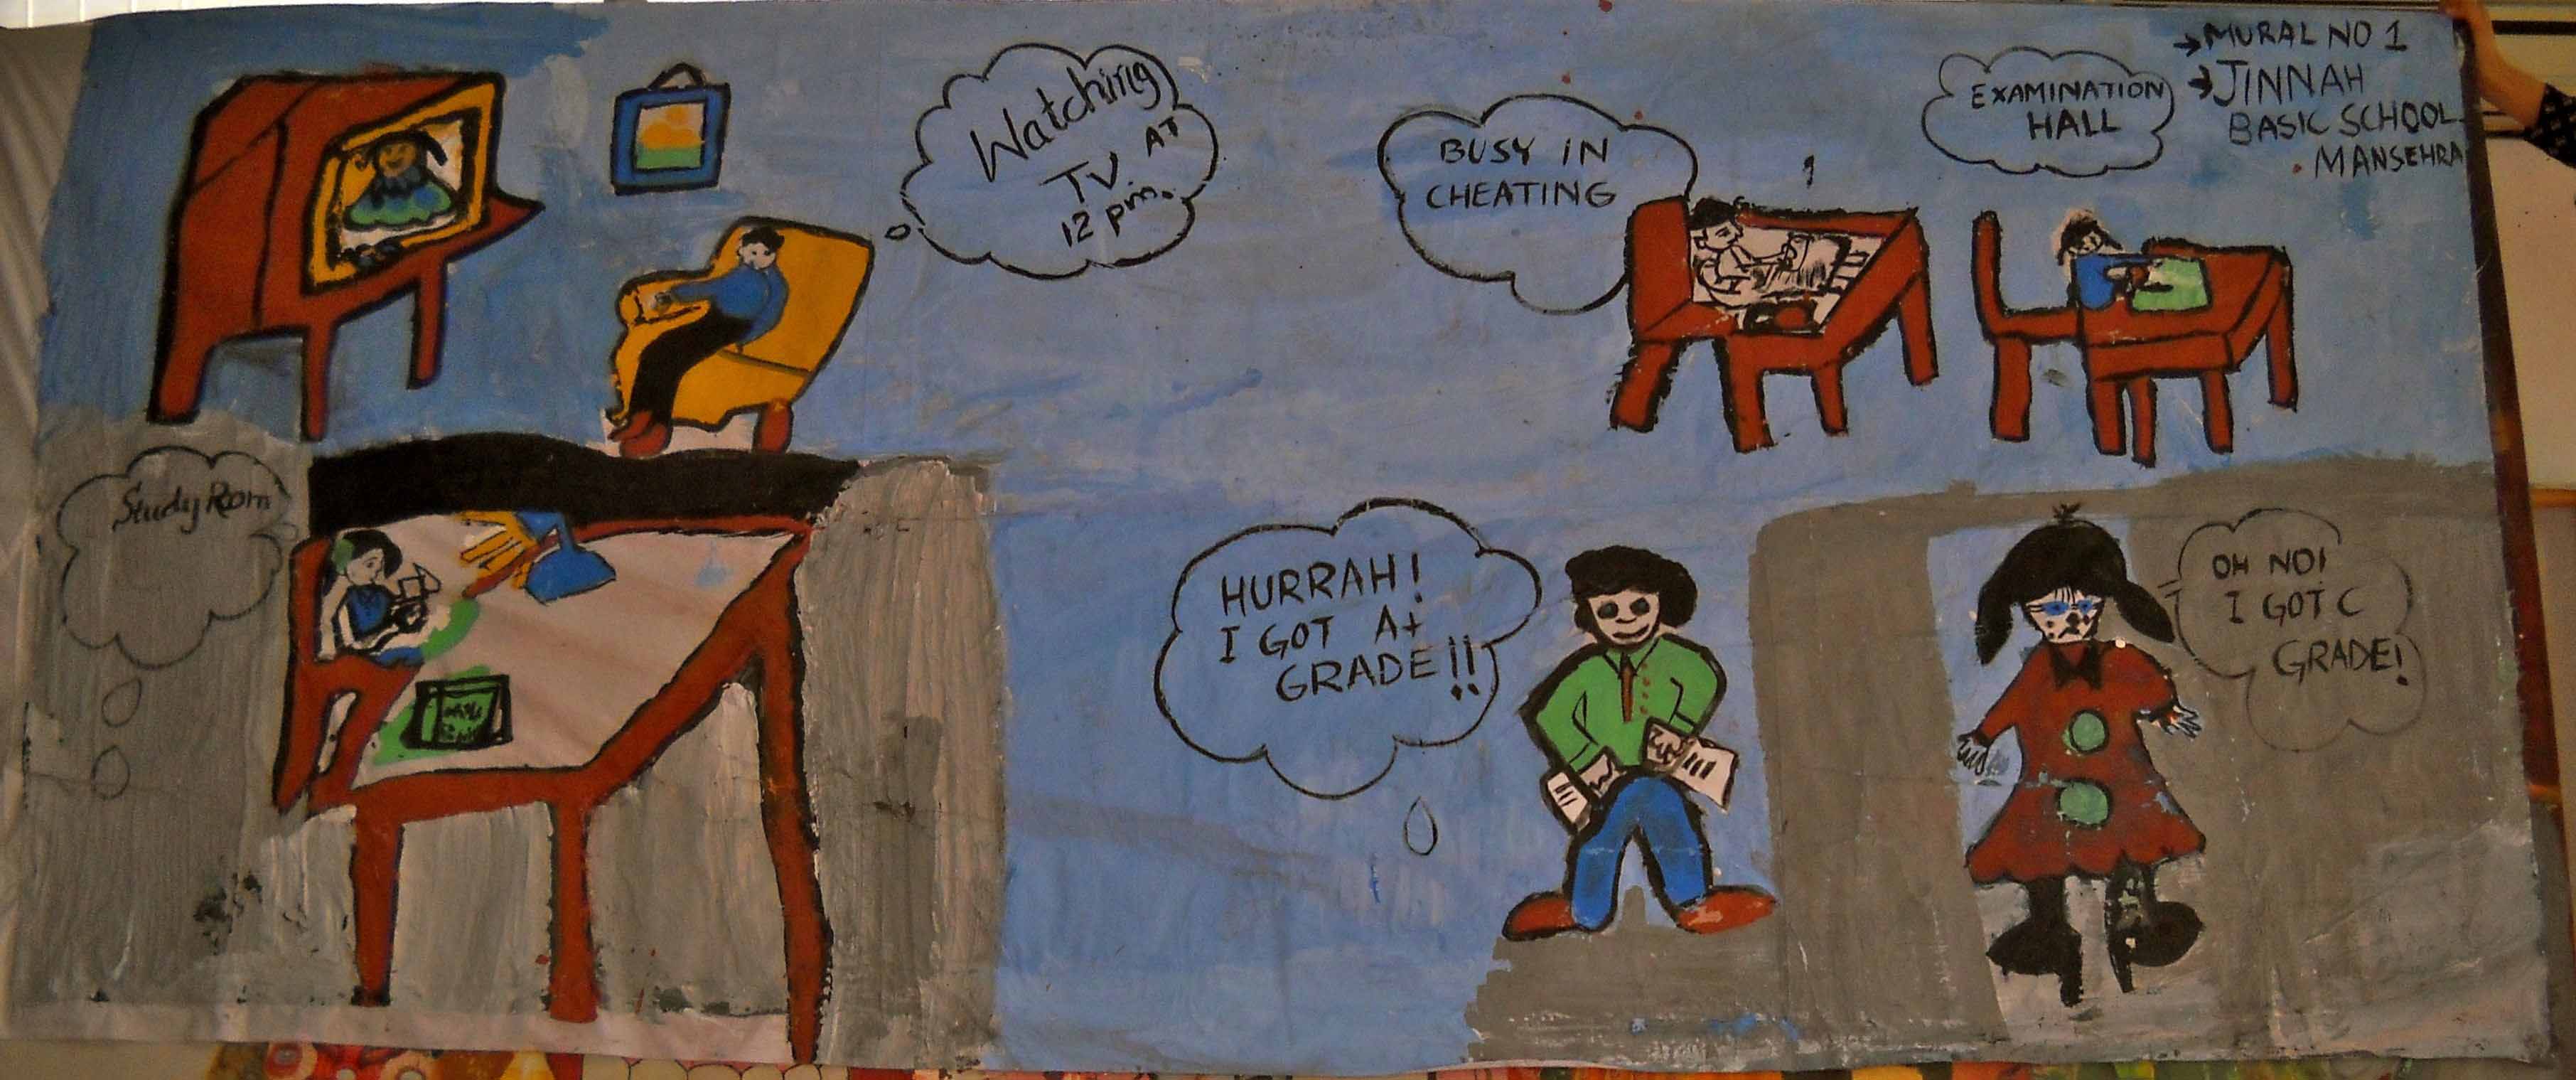 Watching
TV AT
12 pm.
BUSY IN
CHEATING
EXAMINATION
HALL
→MURAL NO 1
→JINNAH
BASIC SCHOOL
MANSEHRA
Study Room
HURRAH!
I GOT A+
GRADE!!
OH NO!
I GOT C
GRADE!